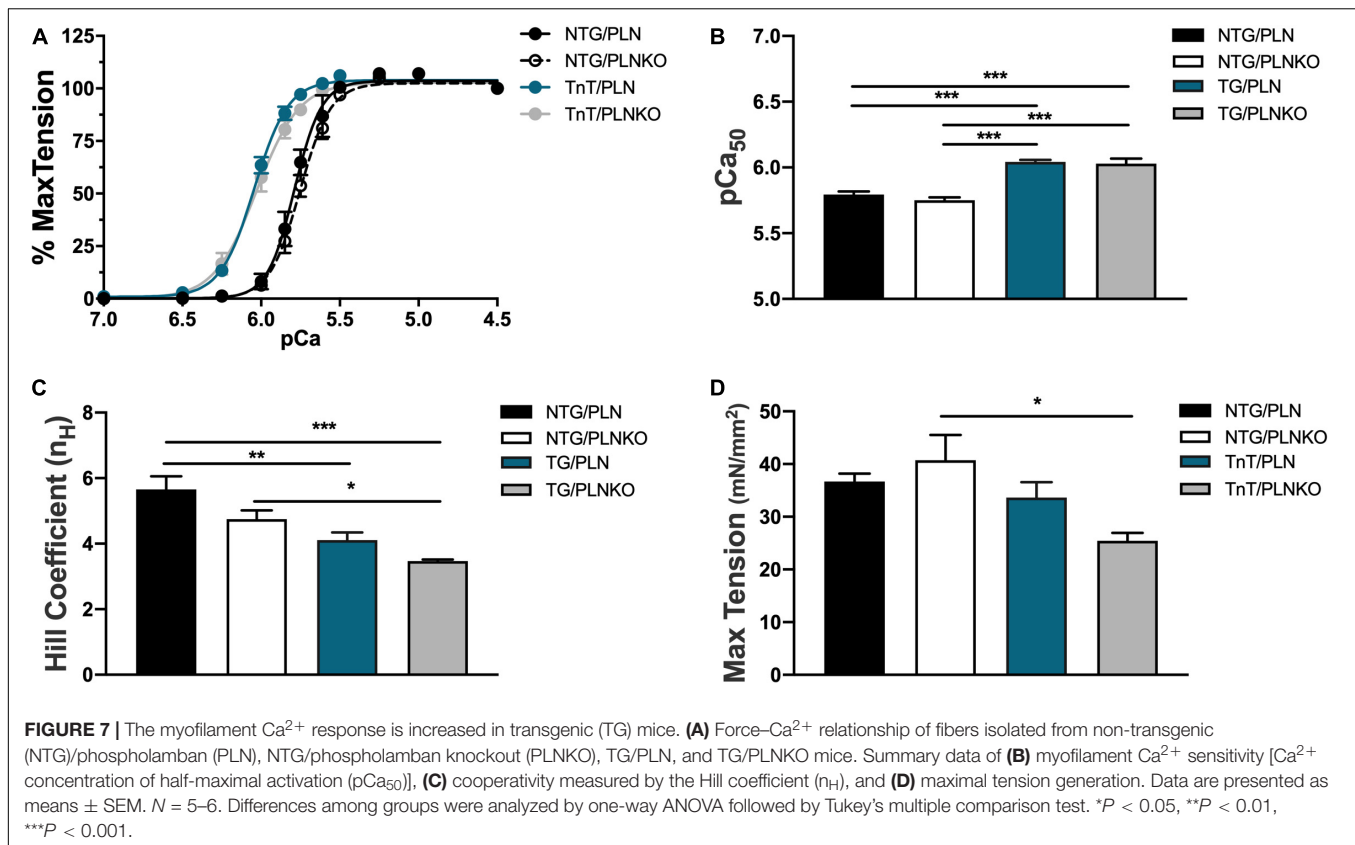 A
125
100
75
50
25
0
% MaxTension
7.0 6.5 6.0 5.5 5.0 4.5
pCa
NTG/PLN
NTG/PLNKO
TnT/PLN
TnT/PLNKO
B
7.0
6.5
6.0
5.5
5.0
pCa50
***
***
***
***
NTG/PLN
NTG/PLNKO
TG/PLN
TG/PLNKO
C
8
6
4
2
0
Hill Coefficient (nH)
***
**
*
NTG/PLN
NTG/PLNKO
TG/PLN
TG/PLNKO
D
50
40
30
20
10
0
Max Tension (mN/mm²)
*
NTG/PLN
NTG/PLNKO
TnT/PLN
TnT/PLNKO
FIGURE 7 | The myofilament Ca2+ response is increased in transgenic (TG) mice. (A) Force–Ca2+ relationship of fibers isolated from non-transgenic
(NTG)/phospholamban (PLN), NTG/phospholamban knockout (PLNKO), TG/PLN, and TG/PLNKO mice. Summary data of (B) myofilament Ca2+ sensitivity [Ca2+
concentration of half-maximal activation (pCa50)], (C) cooperativity measured by the Hill coefficient (nH), and (D) maximal tension generation. Data are presented as
means ± SEM. N = 5–6. Differences among groups were analyzed by one-way ANOVA followed by Tukey's multiple comparison test. *P < 0.05, **P < 0.01,
***P < 0.001.